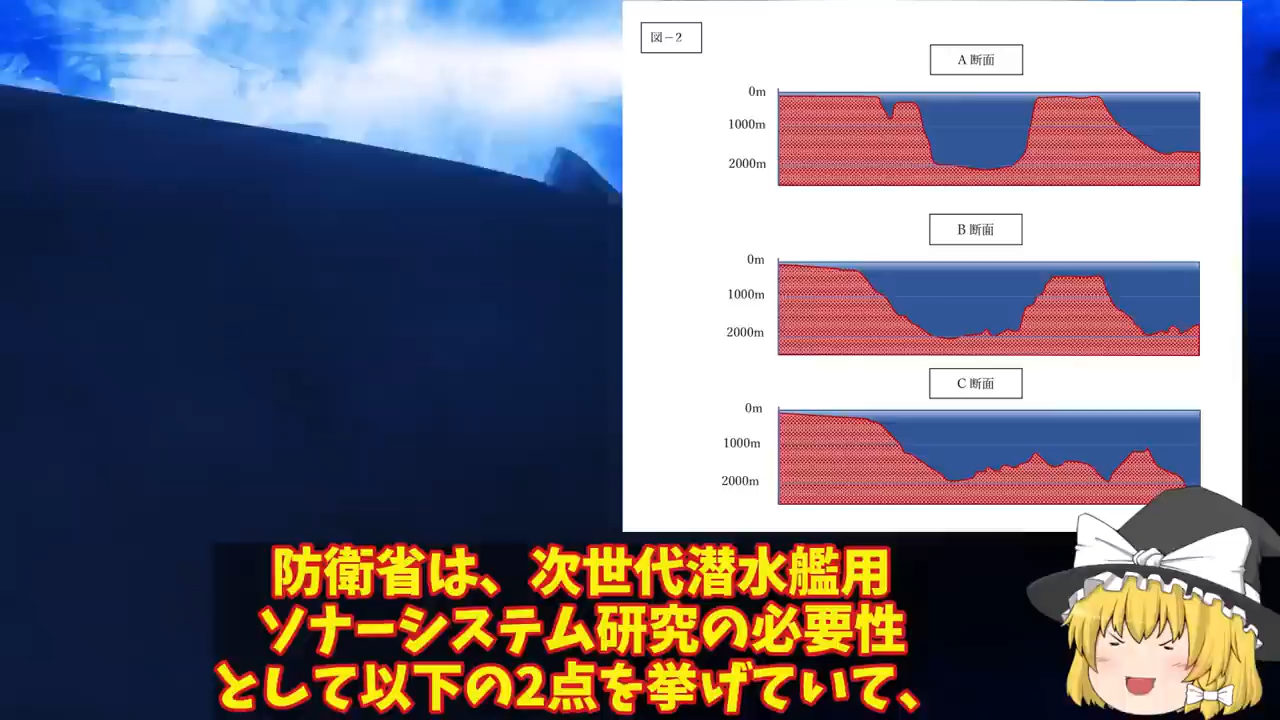 図－2
A 断面
0m
1000m
2000m
B 断面
0m
1000m
2000m
C 断面
0m
1000m
2000m
防衛省は、次世代潜水艦用
ソナーシステム研究の必要性
として以下の2点を挙げていて、